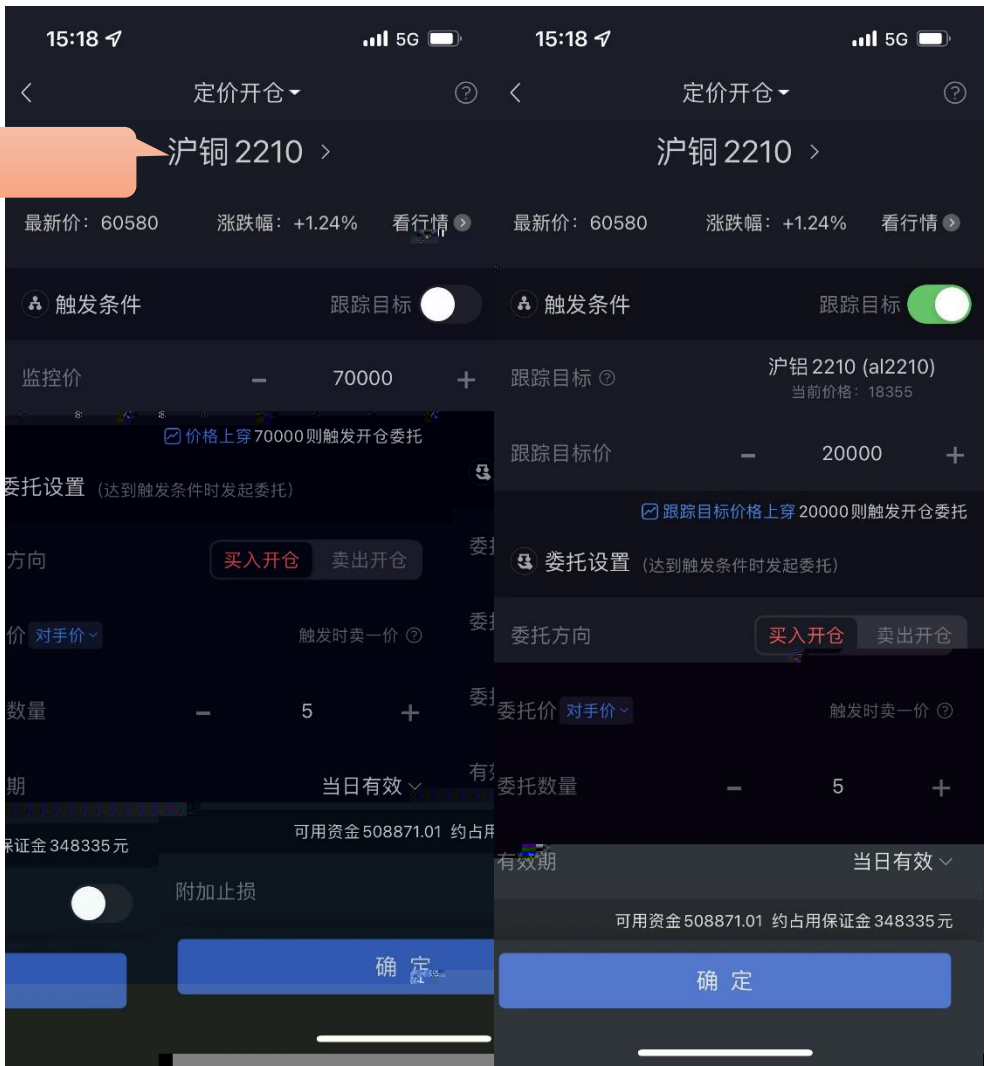 15:18
5G
定价开仓
沪铜 2210 >
最新价: 60580 涨跌幅: +1.24% 看行情
触发条件 跟踪目标
监控价 - 70000 +
价格上穿70000则触发开仓委托
委托设置 (达到触发条件时发起委托)
方向 买入开仓 卖出开仓
价 对手价 触发时卖一价
数量 - 5 +
期 当日有效
可用资金508871.01 约占用
保证金348335元
附加止损
确 定
15:18
5G
定价开仓
沪铜 2210 >
最新价: 60580 涨跌幅: +1.24% 看行情
触发条件 跟踪目标
跟踪目标 沪铝 2210 (al2210)
当前价格: 18355
跟踪目标价 - 20000 +
跟踪目标价格上穿20000则触发开仓委托
委托设置 (达到触发条件时发起委托)
委托方向 买入开仓 卖出开仓
委托价 对手价 触发时卖一价
委托数量 - 5 +
有效期 当日有效
可用资金508871.01 约占用保证金348335元
确 定